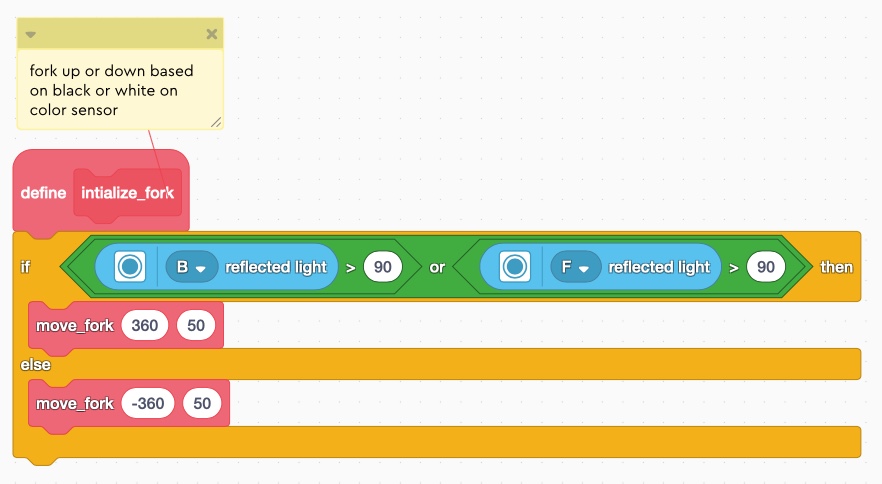 fork up or down based
on black or white on
color sensor
define intialize_fork
if B reflected light > 90 or F reflected light > 90 then
move_fork 360 50
else
move_fork -360 50